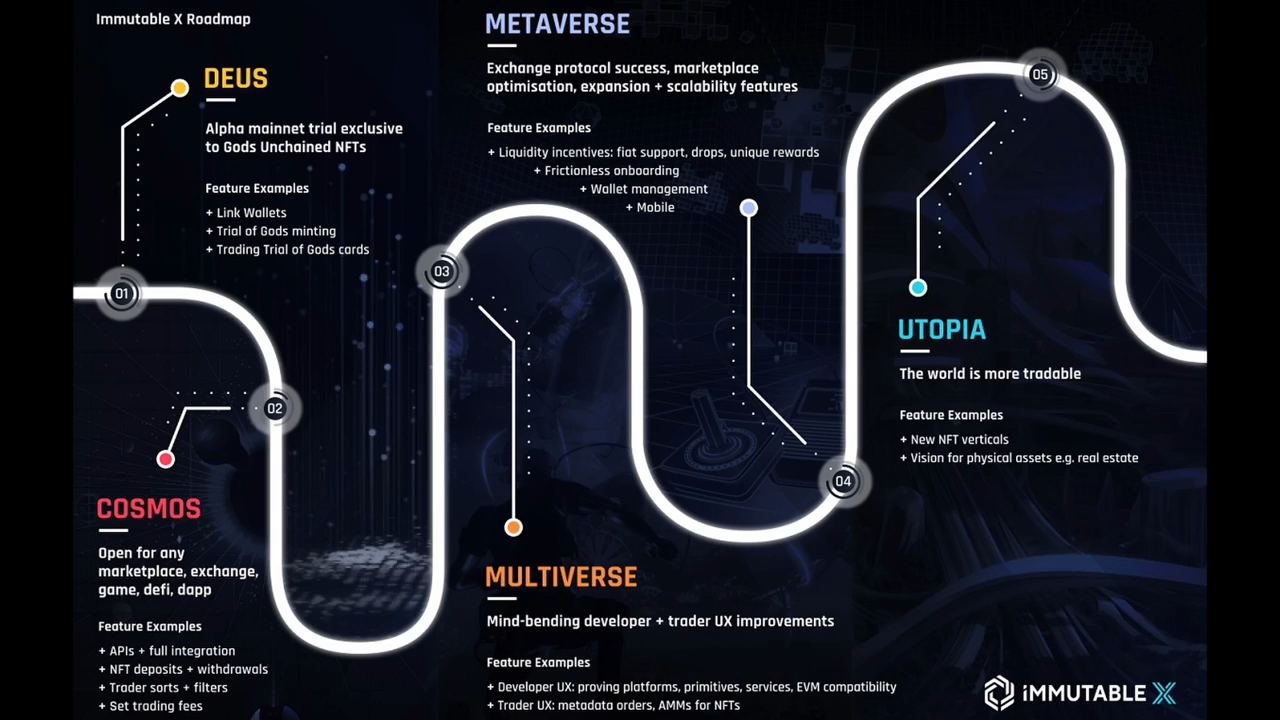 Immutable X Roadmap
DEUS
Alpha mainnet trial exclusive
to Gods Unchained NFTs
Feature Examples
+ Link Wallets
+ Trial of Gods minting
+ Trading Trial of Gods cards
01
02
COSMOS
Open for any
marketplace, exchange,
game, defi, dapp
Feature Examples
+ APIs + full integration
+ NFT deposits + withdrawals
+ Trader sorts + filters
+ Set trading fees
03
MULTIVERSE
Mind-bending developer + trader UX improvements
Feature Examples
+ Developer UX: proving platforms, primitives, services, EVM compatibility
+ Trader UX: metadata orders, AMMs for NFTs
METAVERSE
Exchange protocol success, marketplace
optimisation, expansion + scalability features
Feature Examples
+ Liquidity incentives: fiat support, drops, unique rewards
+ Frictionless onboarding
+ Wallet management
+ Mobile
04
05
UTOPIA
The world is more tradable
Feature Examples
+ New NFT verticals
+ Vision for physical assets e.g. real estate
iMMUTABLE X